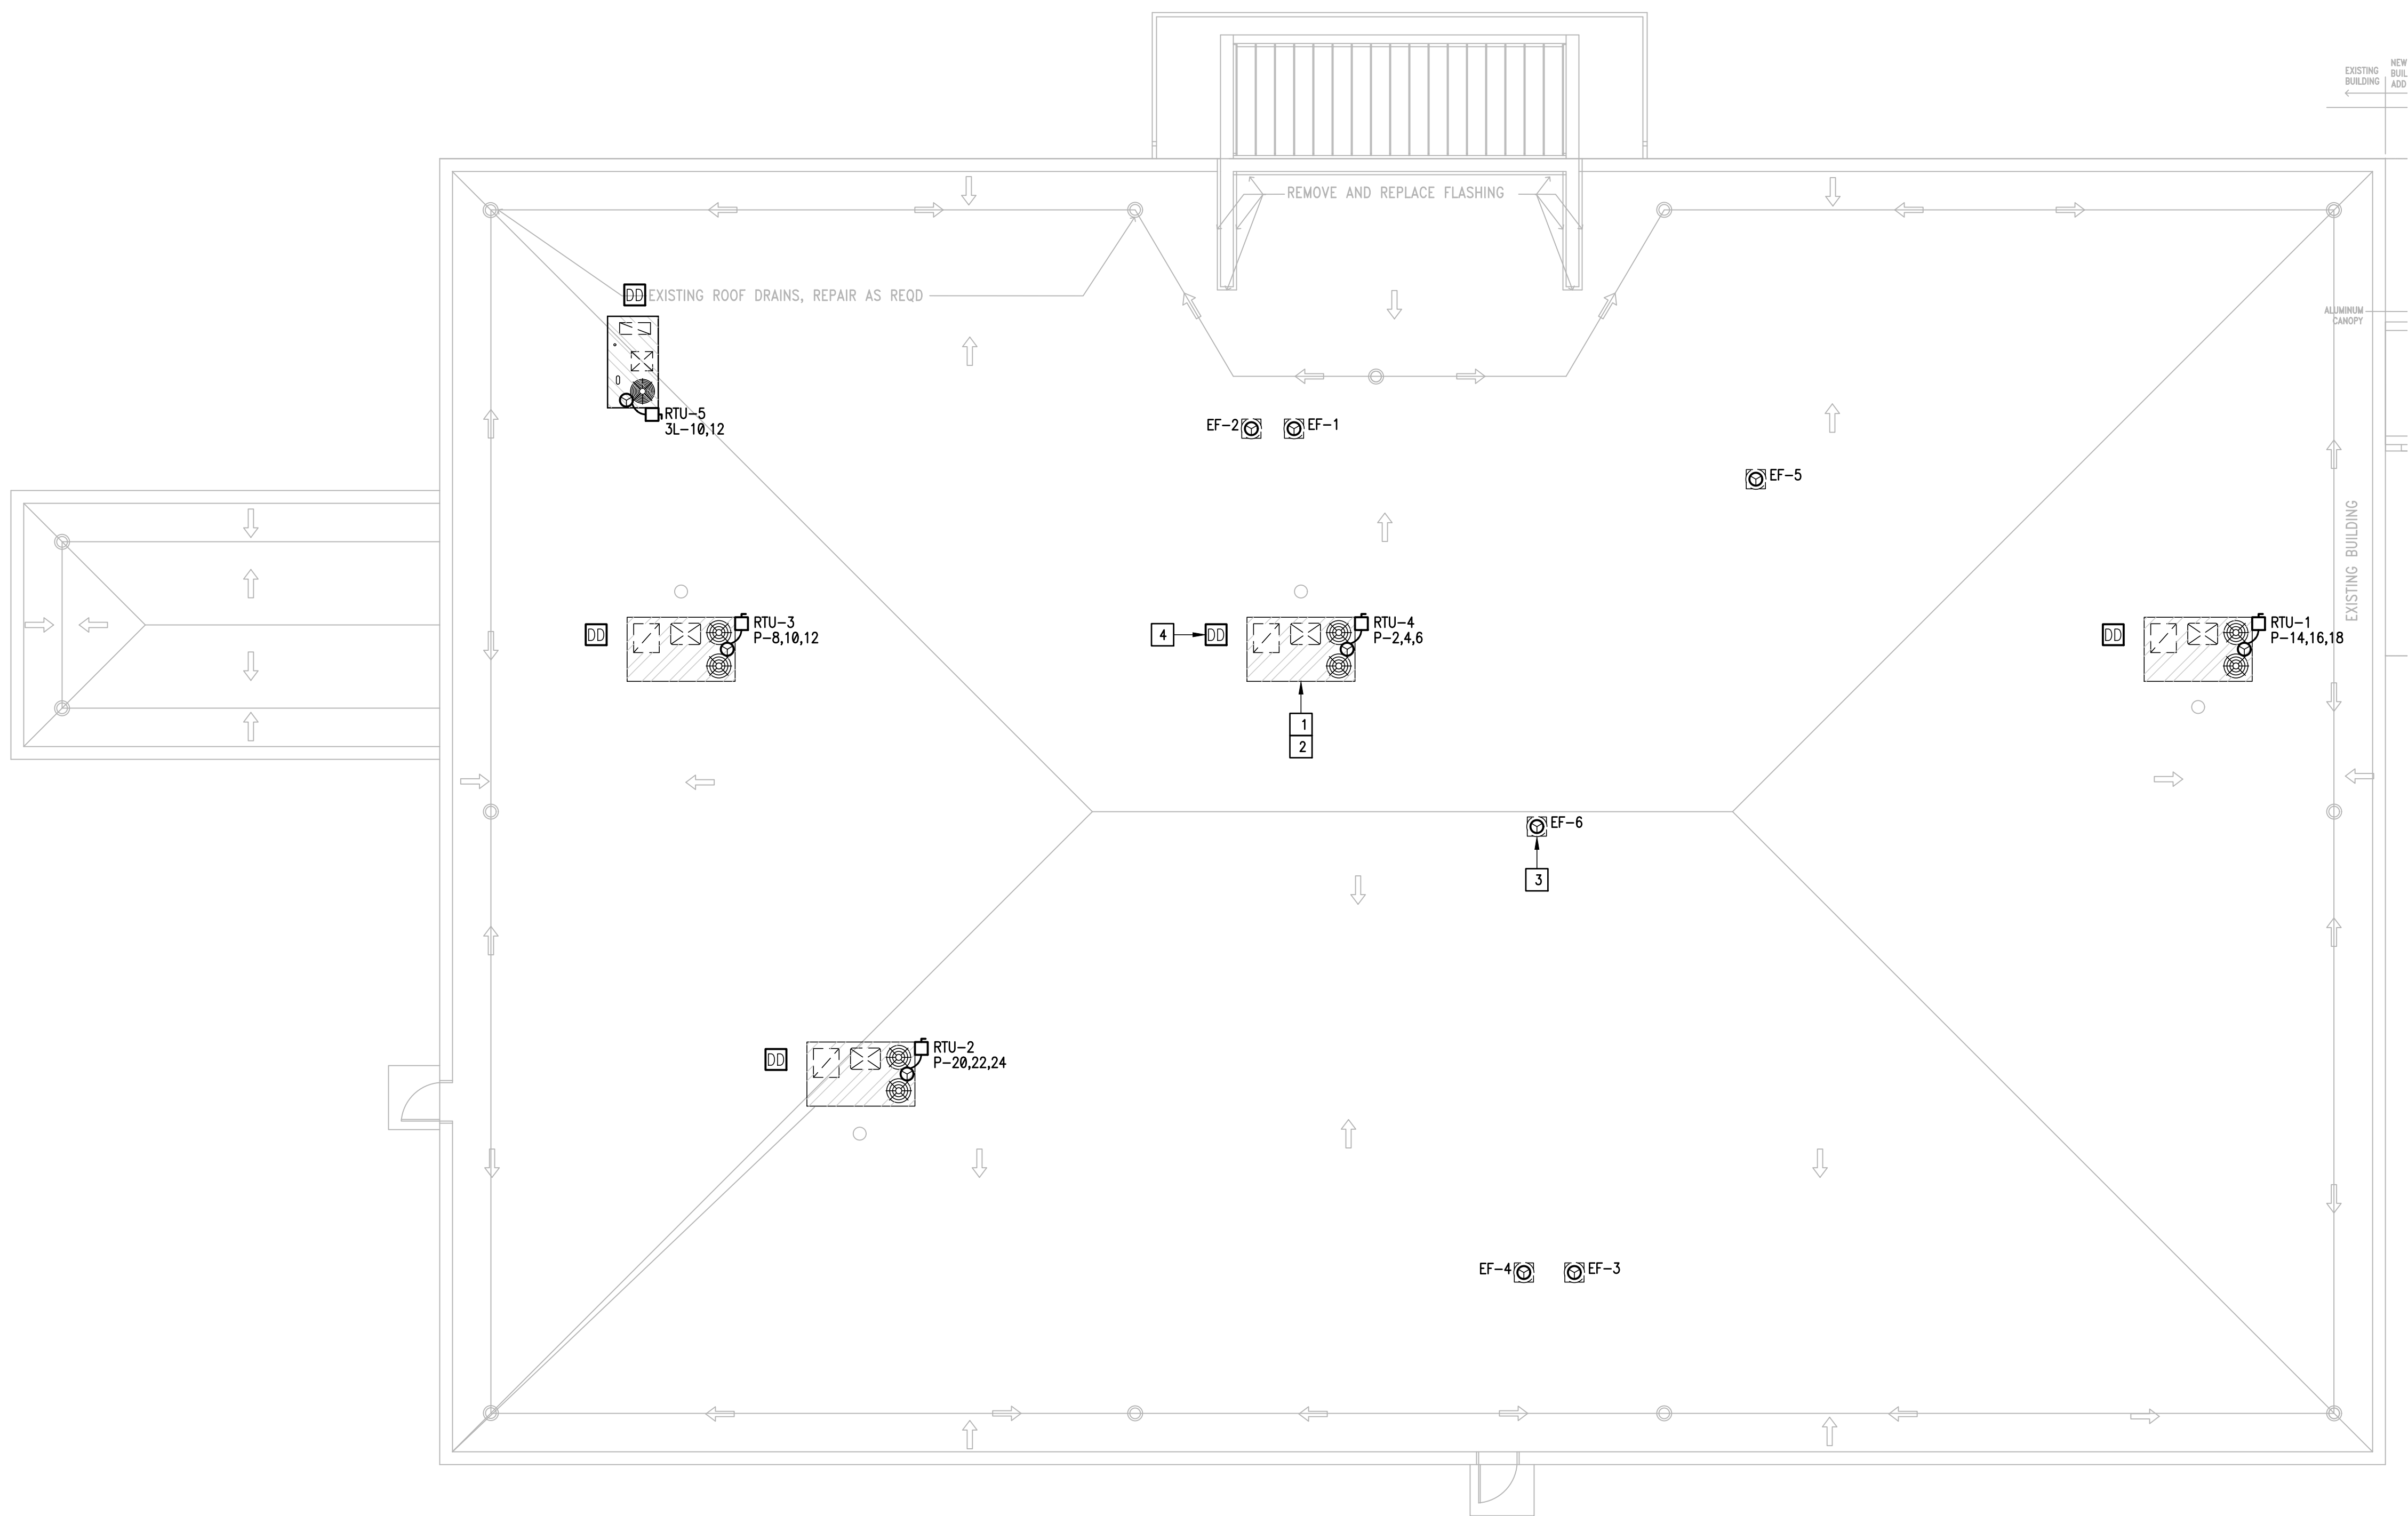 EXISTING
BUILDING
NEW
BUIL
ADD
REMOVE AND REPLACE FLASHING
DD
EXISTING ROOF DRAINS, REPAIR AS REQD
ALUMINUM
CANOPY
RTU-5
3L-10,12
EF-2
EF-1
EF-5
EXISTING BUILDING
DD
RTU-3
P-8,10,12
4
DD
RTU-4
P-2,4,6
DD
RTU-1
P-14,16,18
1
2
EF-6
3
DD
RTU-2
P-20,22,24
EF-4
EF-3